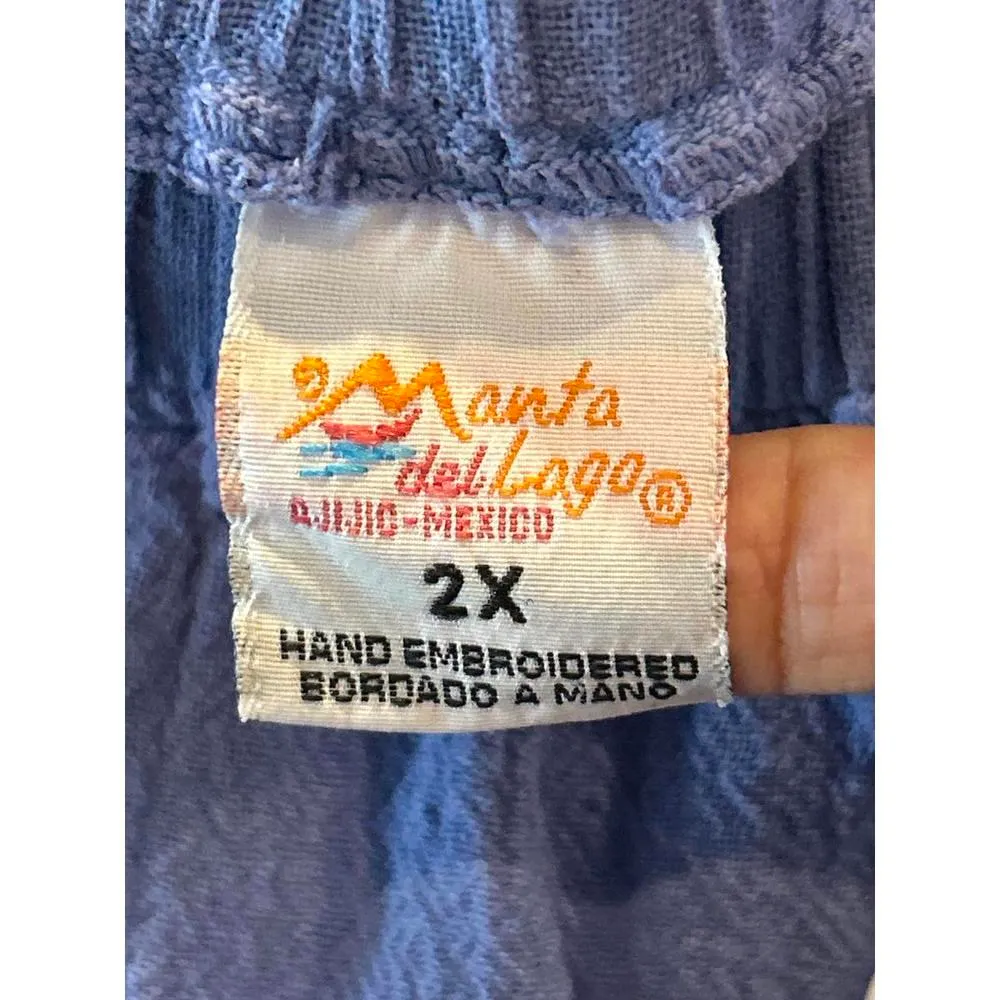 Manta
del Lago®
AJIJIC-MEXICO
2X
HAND EMBROIDERED
BORDADO A MANO